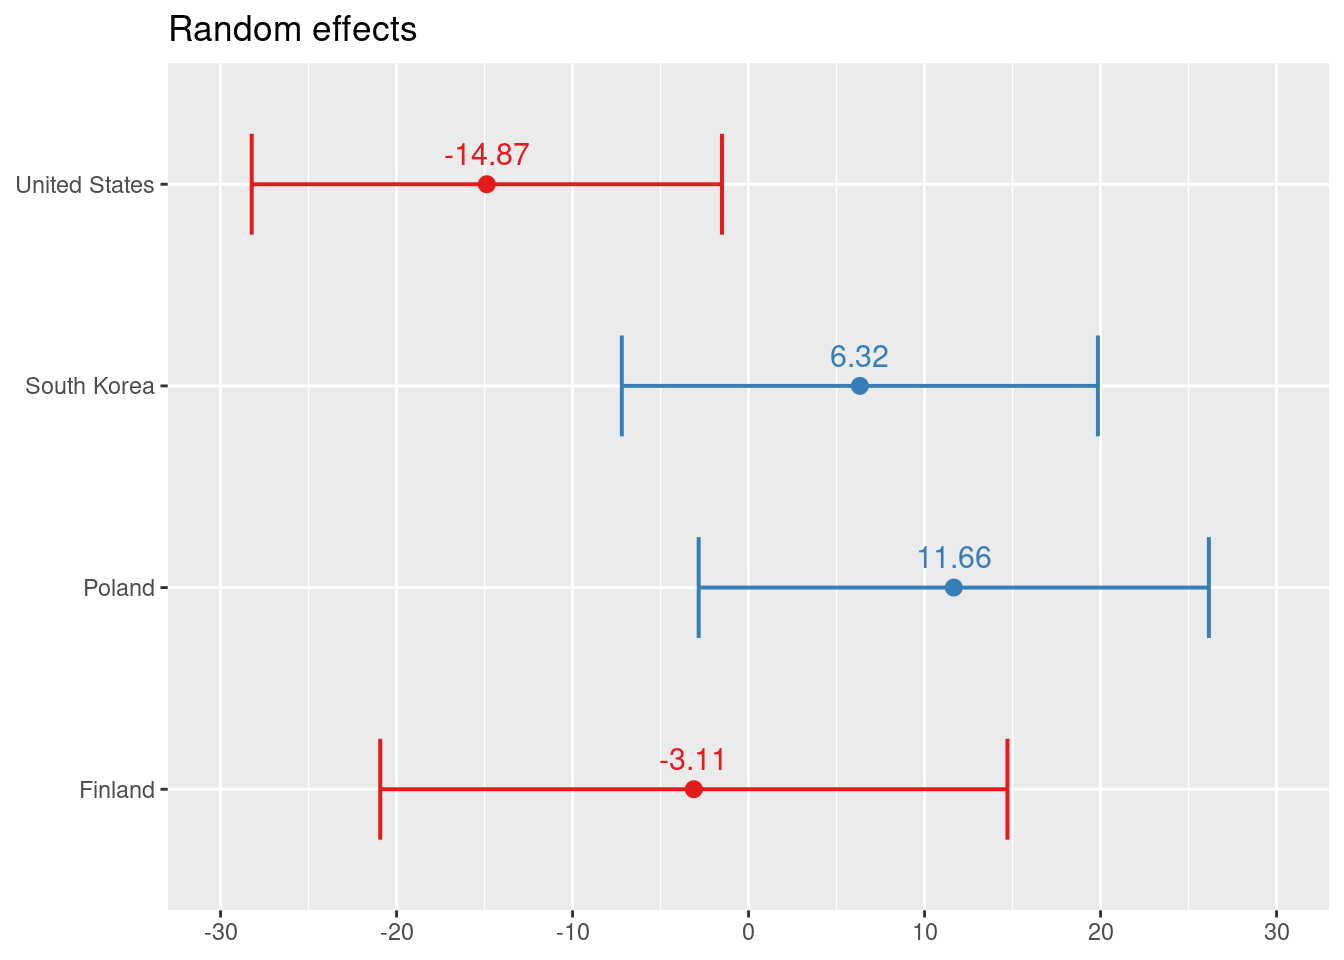 Random effects
United States
-14.87
South Korea
6.32
Poland
11.66
Finland
-3.11
-30 -20 -10 0 10 20 30